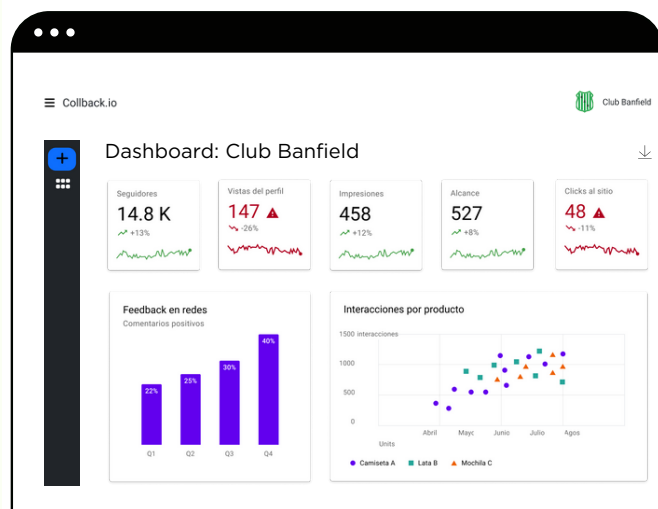 Collback.io
Club Banfield
Dashboard: Club Banfield
Seguidores
14.8 K
+13%
Vistas del perfil
147
-26%
Impresiones
458
+12%
Alcance
527
+8%
Clicks al sitio
48
-11%
Feedback en redes
Comentarios positivos
22%
25%
30%
40%
Q1 Q2 Q3 Q4
Interacciones por producto
1500 interacciones
1000
500
0
Abril Mayc Junio Julio Agos
Units
Camiseta A Lata B Mochila C